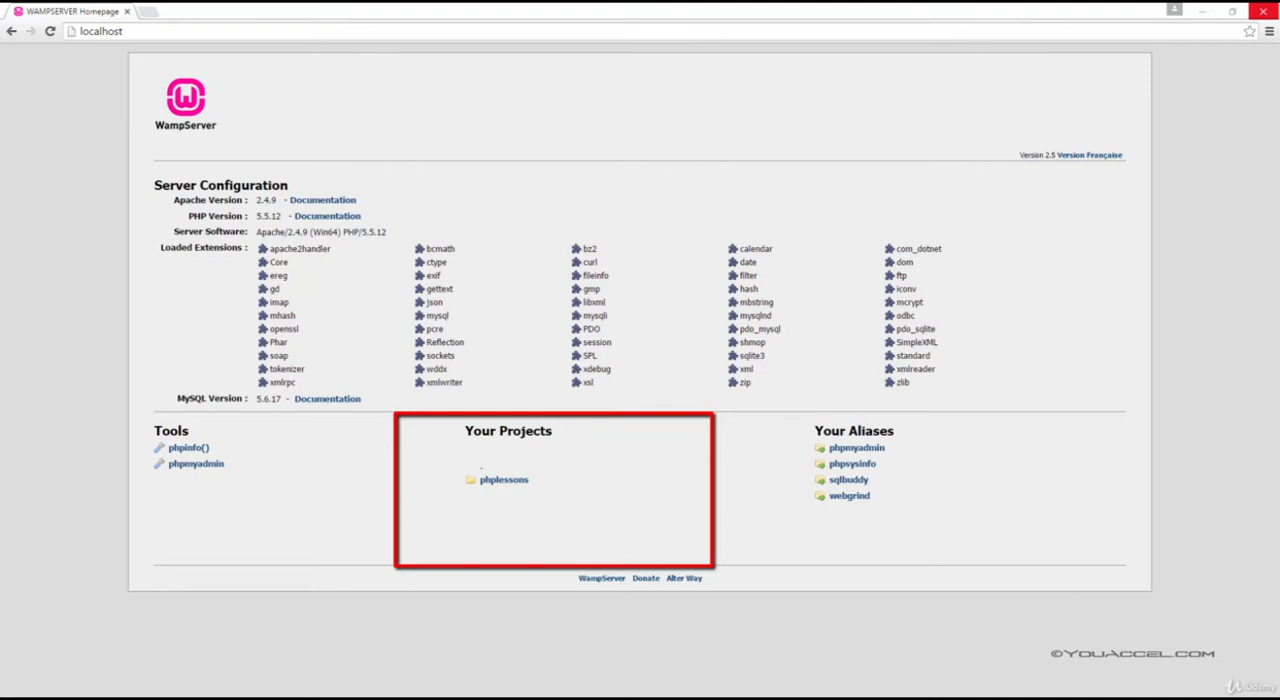 WAMPSERVER Homepage
localhost
WampServer
Version 2.5 Version Française
Server Configuration
Apache Version : 2.4.9 - Documentation
PHP Version : 5.5.12 - Documentation
Server Software: Apache/2.4.9 (Win64) PHP/5.5.12
Loaded Extensions : apache2handler bcmath bz2 calendar com_dotnet
Core ctype curl date dom
ereg exif fileinfo filter ftp
gd gettext gmp hash iconv
imap json libxml mbstring mcrypt
mhash mysql mysqli mysqlnd odbc
openssl pcre PDO pdo_mysql pdo_sqlite
Phar Reflection session shmop SimpleXML
soap sockets SPL sqlite3 standard
tokenizer wddx xdebug xml xmlreader
xmlrpc xmlwriter xsl zip zlib
MySQL Version : 5.6.17 - Documentation
Tools
phpinfo()
phpmyadmin
Your Projects
.
phplessons
Your Aliases
phpmyadmin
phpsysinfo
sqlbuddy
webgrind
WampServer Donate Alter Way
©YOUACCEL.COM
Udemy